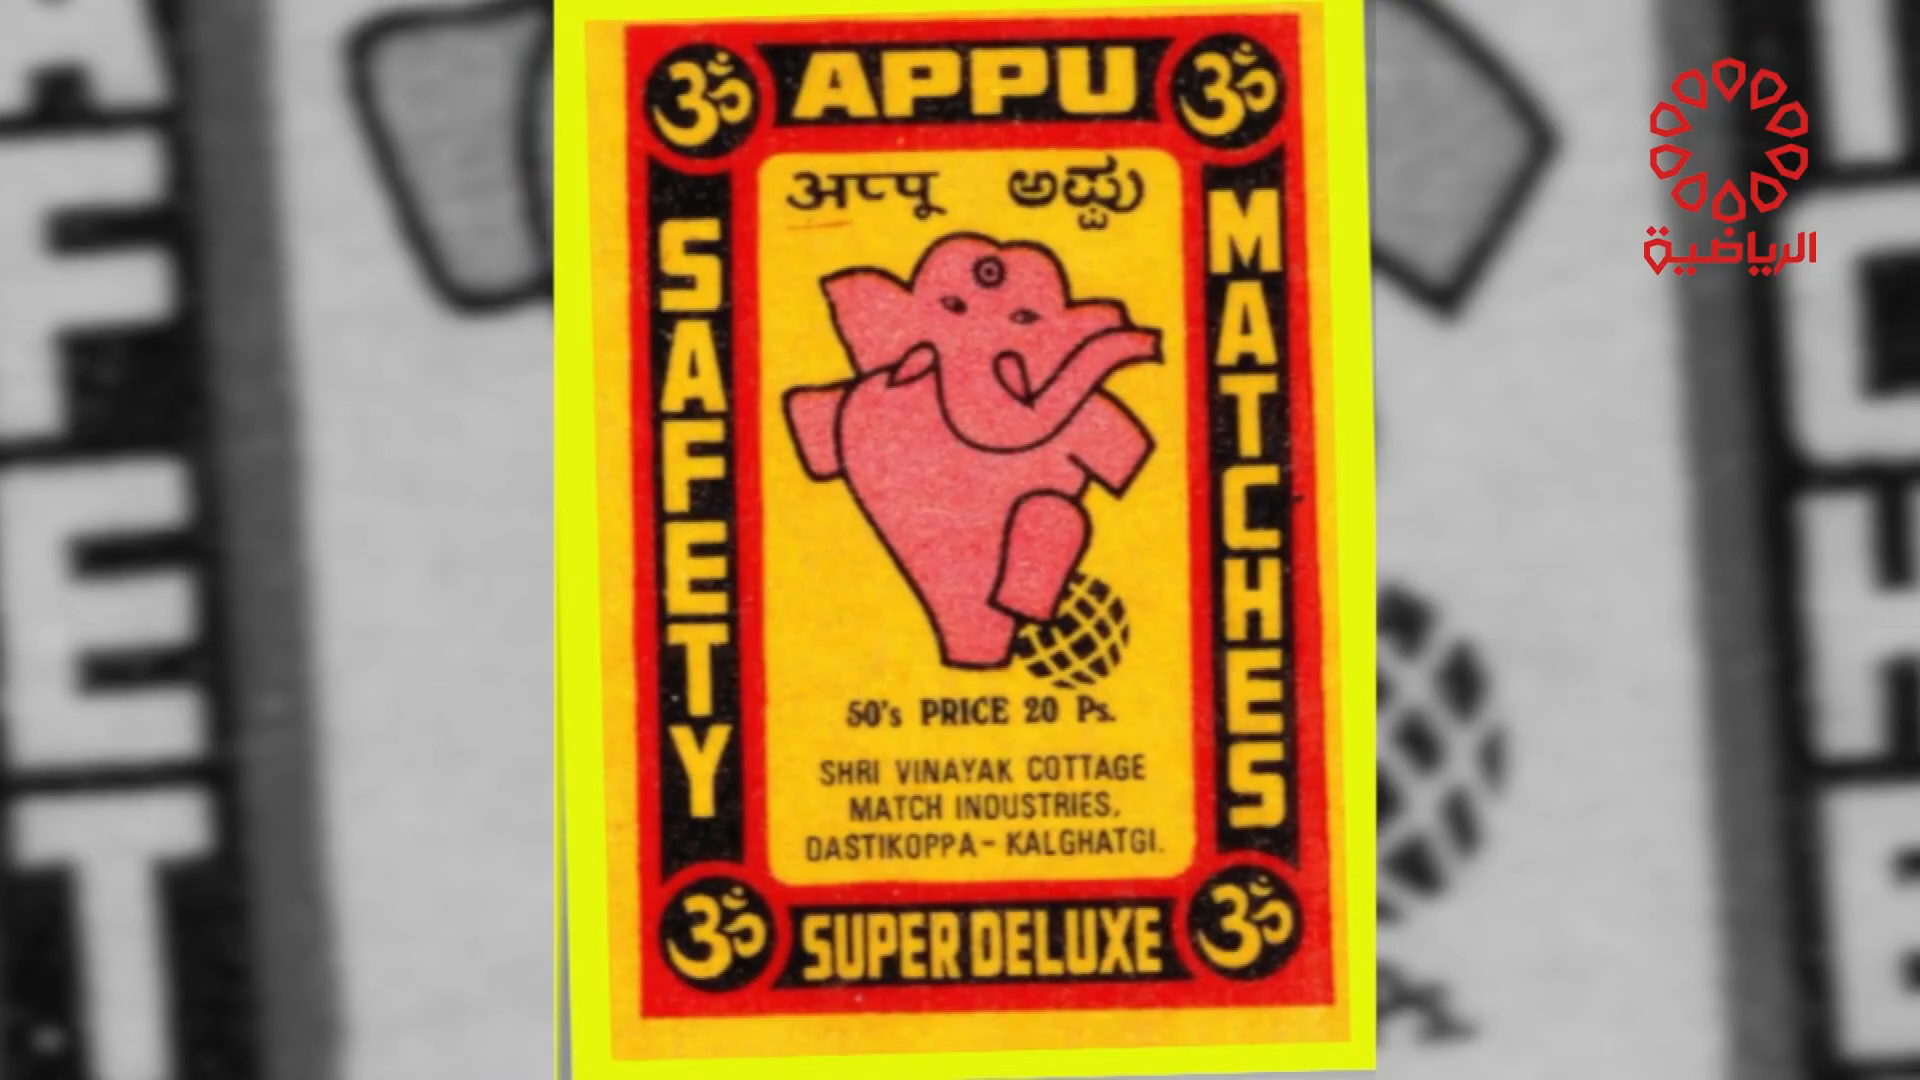 ॐ APPU ॐ
अप्पू ಅಪ್ಪು
SAFETY
MATCHES
50's PRICE 20 Ps.
SHRI VINAYAK COTTAGE
MATCH INDUSTRIES,
DASTIKOPPA - KALGHATGI.
ॐ SUPER DELUXE ॐ
الرياضية